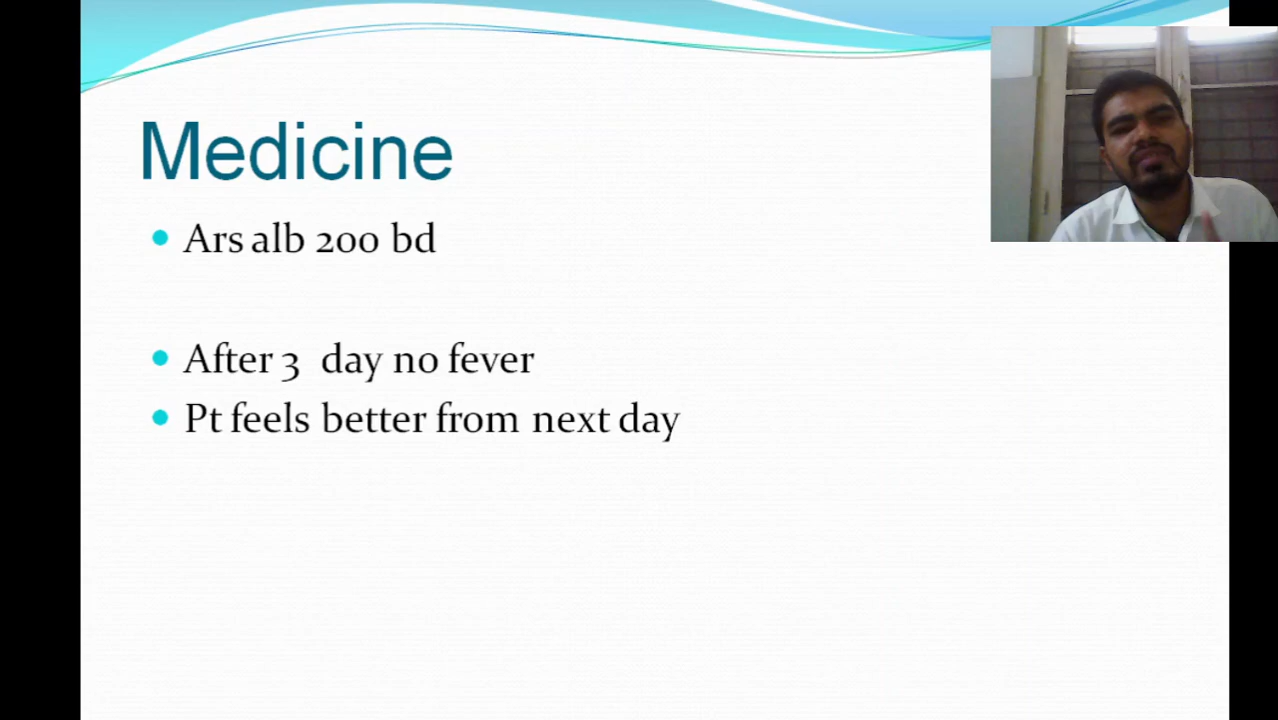 Medicine
Ars alb 200 bd
After 3 day no fever
Pt feels better from next day